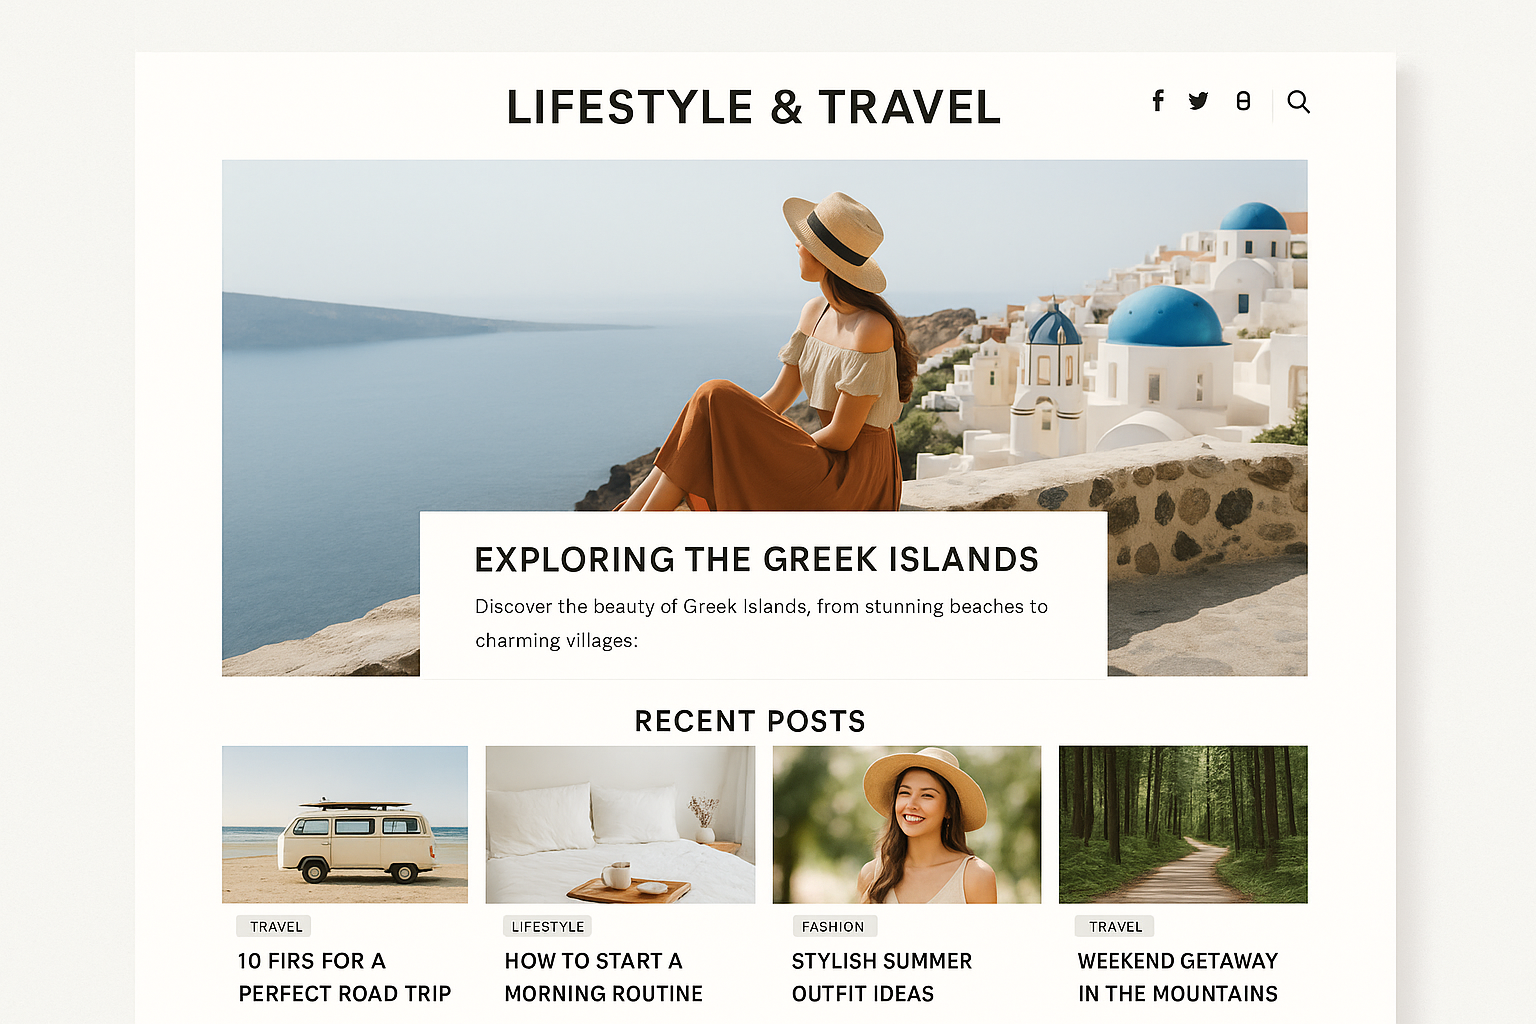 LIFESTYLE & TRAVEL
EXPLORING THE GREEK ISLANDS
Discover the beauty of Greek Islands, from stunning beaches to
charming villages:
RECENT POSTS
TRAVEL
10 FIRS FOR A
PERFECT ROAD TRIP
LIFESTYLE
HOW TO START A
MORNING ROUTINE
FASHION
STYLISH SUMMER
OUTFIT IDEAS
TRAVEL
WEEKEND GETAWAY
IN THE MOUNTAINS